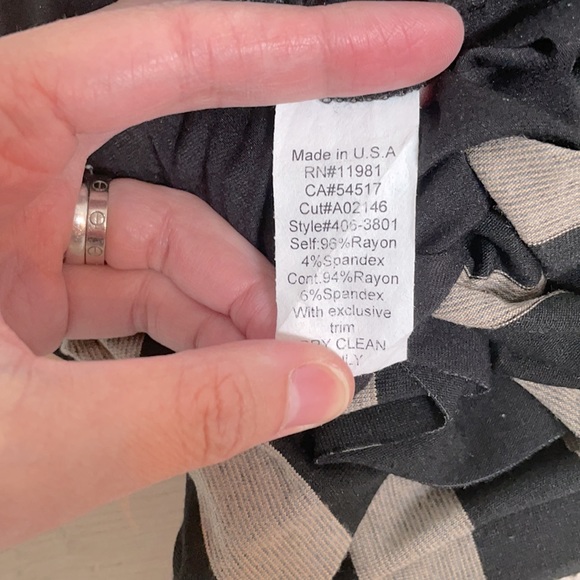 Made in U.S.A
RN#11981
CA#54517
Cut#A02146
Style#406-3801
Self:96%Rayon
4%Spandex
Cont:94%Rayon
6%Spandex
With exclusive
trim
CLEAN